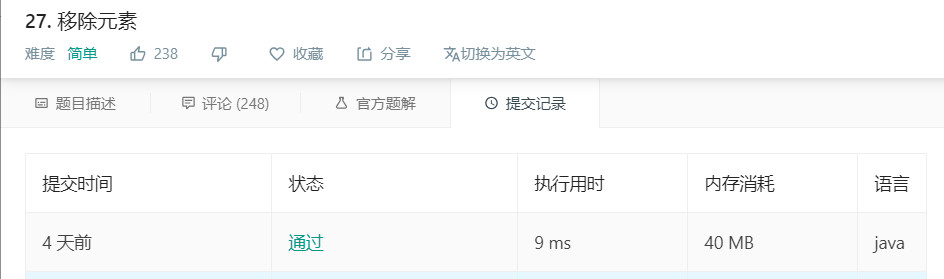 27. 移除元素
难度 简单 238 收藏 分享 切换为英文
题目描述 评论 (248) 官方题解 提交记录
提交时间 状态 执行用时 内存消耗 语言
4 天前 通过 9 ms 40 MB java